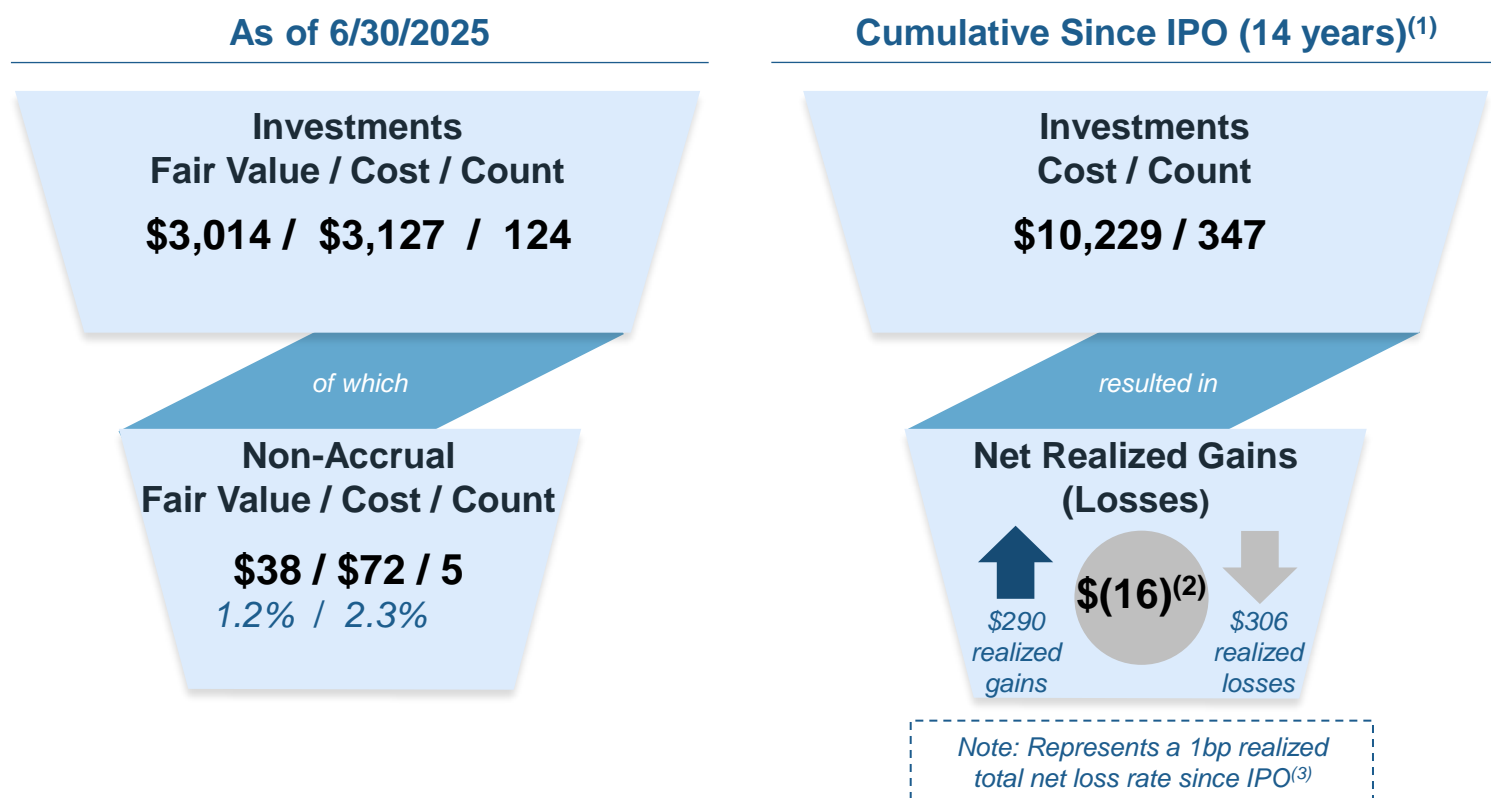 As of 6/30/2025
Investments
Fair Value / Cost / Count
$3,014 / $3,127 / 124
of which
Non-Accrual
Fair Value / Cost / Count
$38 / $72 / 5
1.2% / 2.3%
Cumulative Since IPO (14 years)(1)
Investments
Cost / Count
$10,229 / 347
resulted in
Net Realized Gains
(Losses)
$290
realized
gains
$(16)(2)
$306
realized
losses
Note: Represents a 1bp realized
total net loss rate since IPO(3)